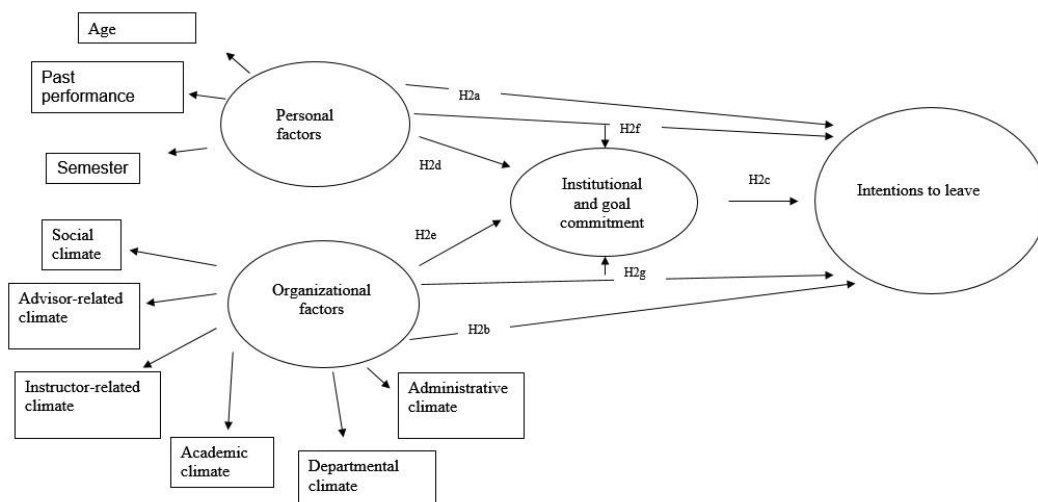 Age
Past
performance
Semester
Personal
factors
H2a
H2f
H2d
Institutional
and goal
commitment
H2c
Intentions to leave
Social
climate
Advisor-related
climate
Instructor-related
climate
Academic
climate
Departmental
climate
Administrative
climate
Organizational
factors
H2e
H2g
H2b